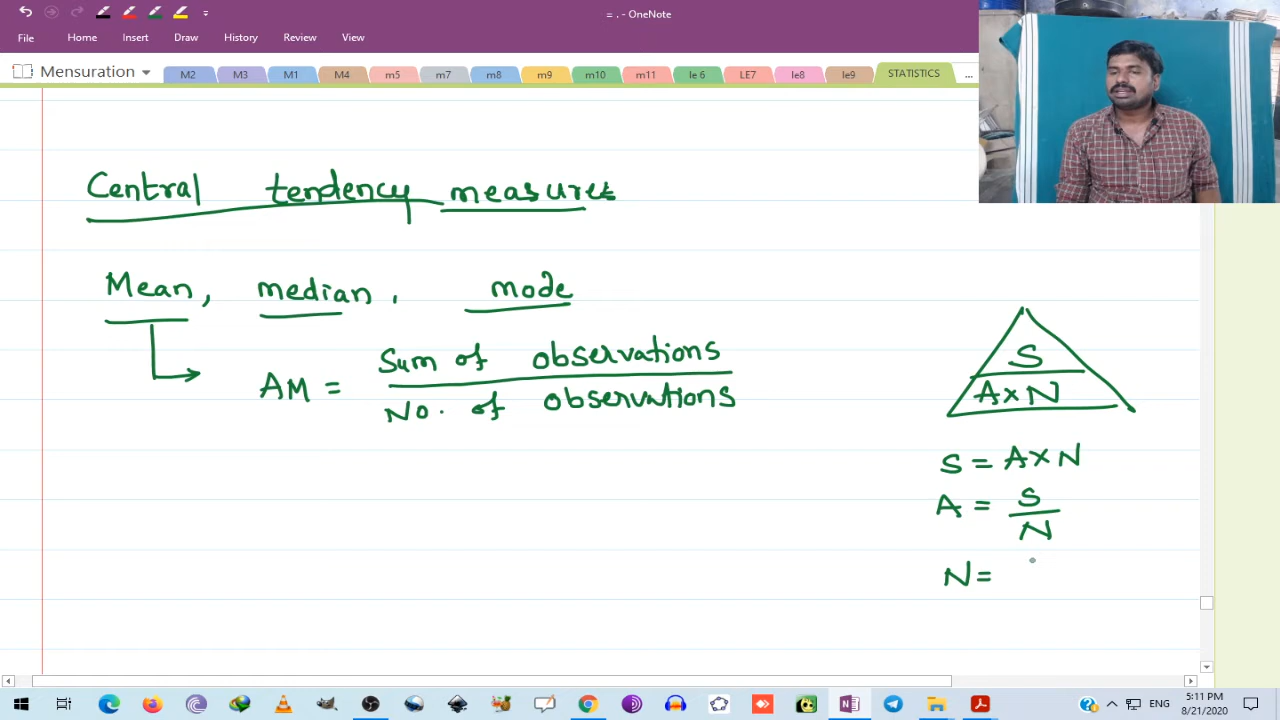 = . - OneNote
File Home Insert Draw History Review View
Mensuration M2 M3 M1 M4 m5 m7 m8 m9 m10 m11 le 6 LE7 le8 le9 STATISTICS ...
Central tendency measures
Mean, median, mode
AM = Sum of observations
No. of observations
S
A×N
S = A×N
A = S
N
N =
ENG 5:11 PM
8/21/2020